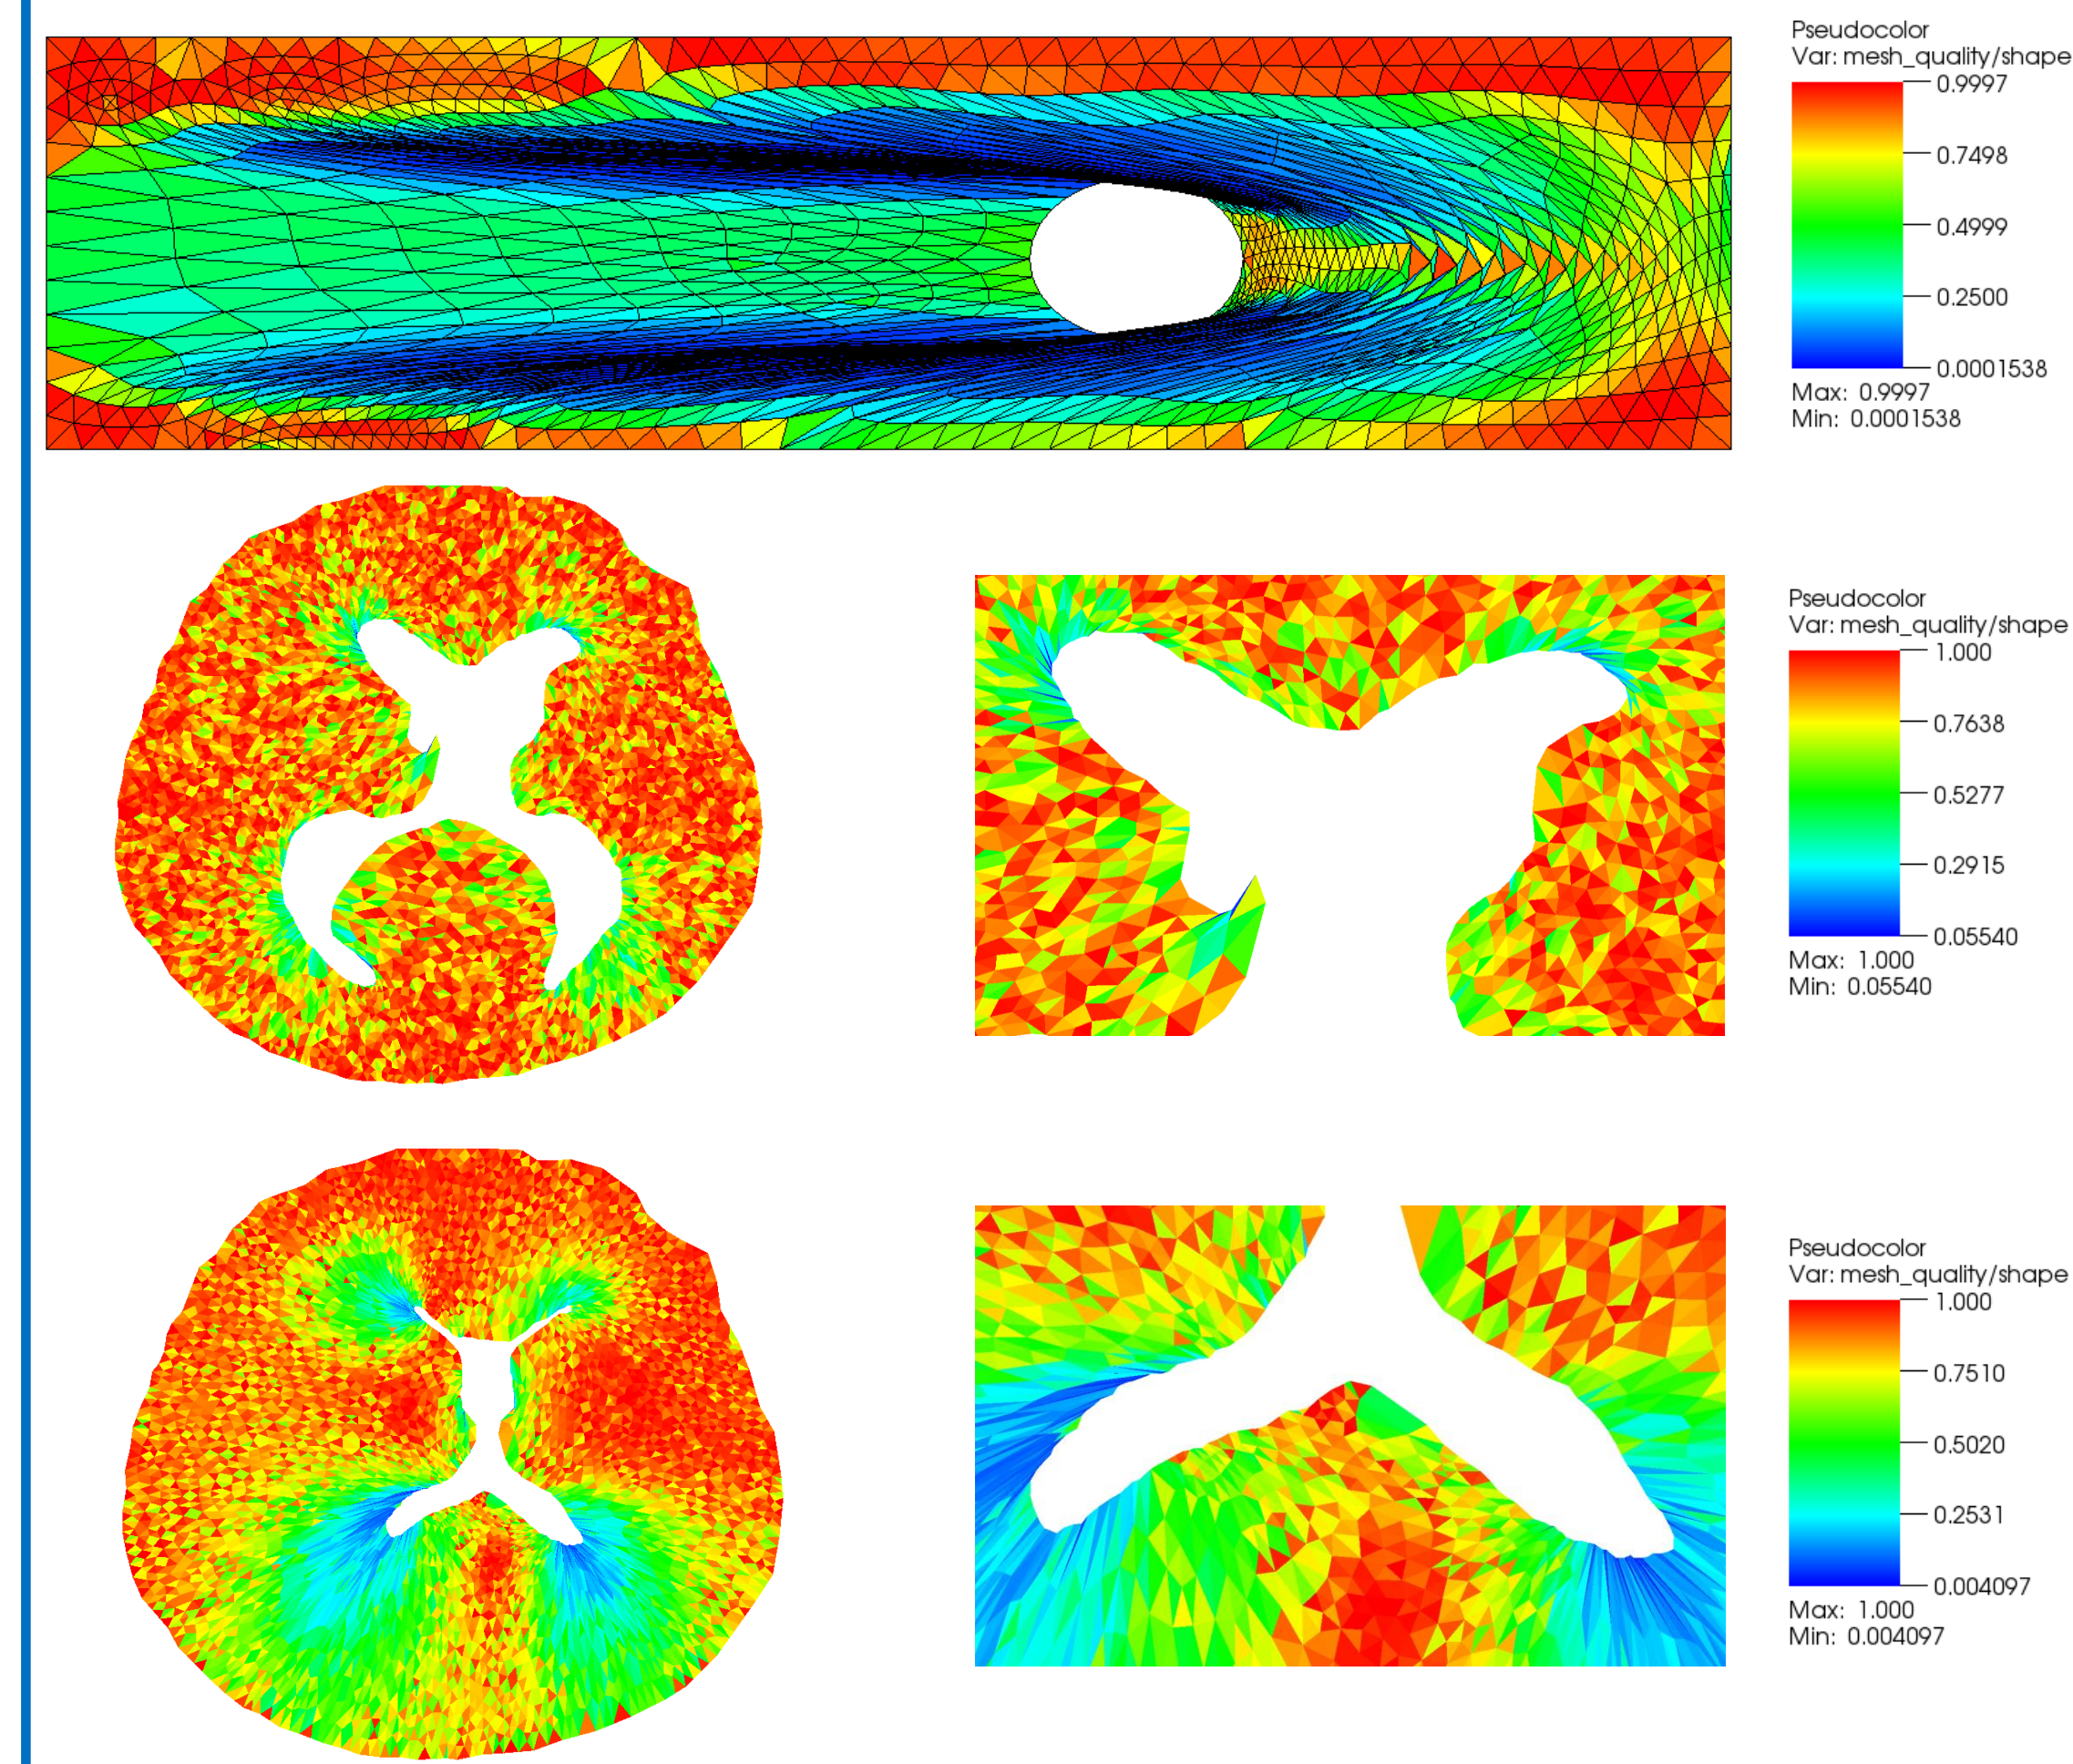 Pseudocolor
Var: mesh_quality/shape
0.9997
0.7498
0.4999
0.2500
0.0001538
Max: 0.9997
Min: 0.0001538
Pseudocolor
Var: mesh_quality/shape
1.000
0.7638
0.5277
0.2915
0.05540
Max: 1.000
Min: 0.05540
Pseudocolor
Var: mesh_quality/shape
1.000
0.7510
0.5020
0.2531
0.004097
Max: 1.000
Min: 0.004097